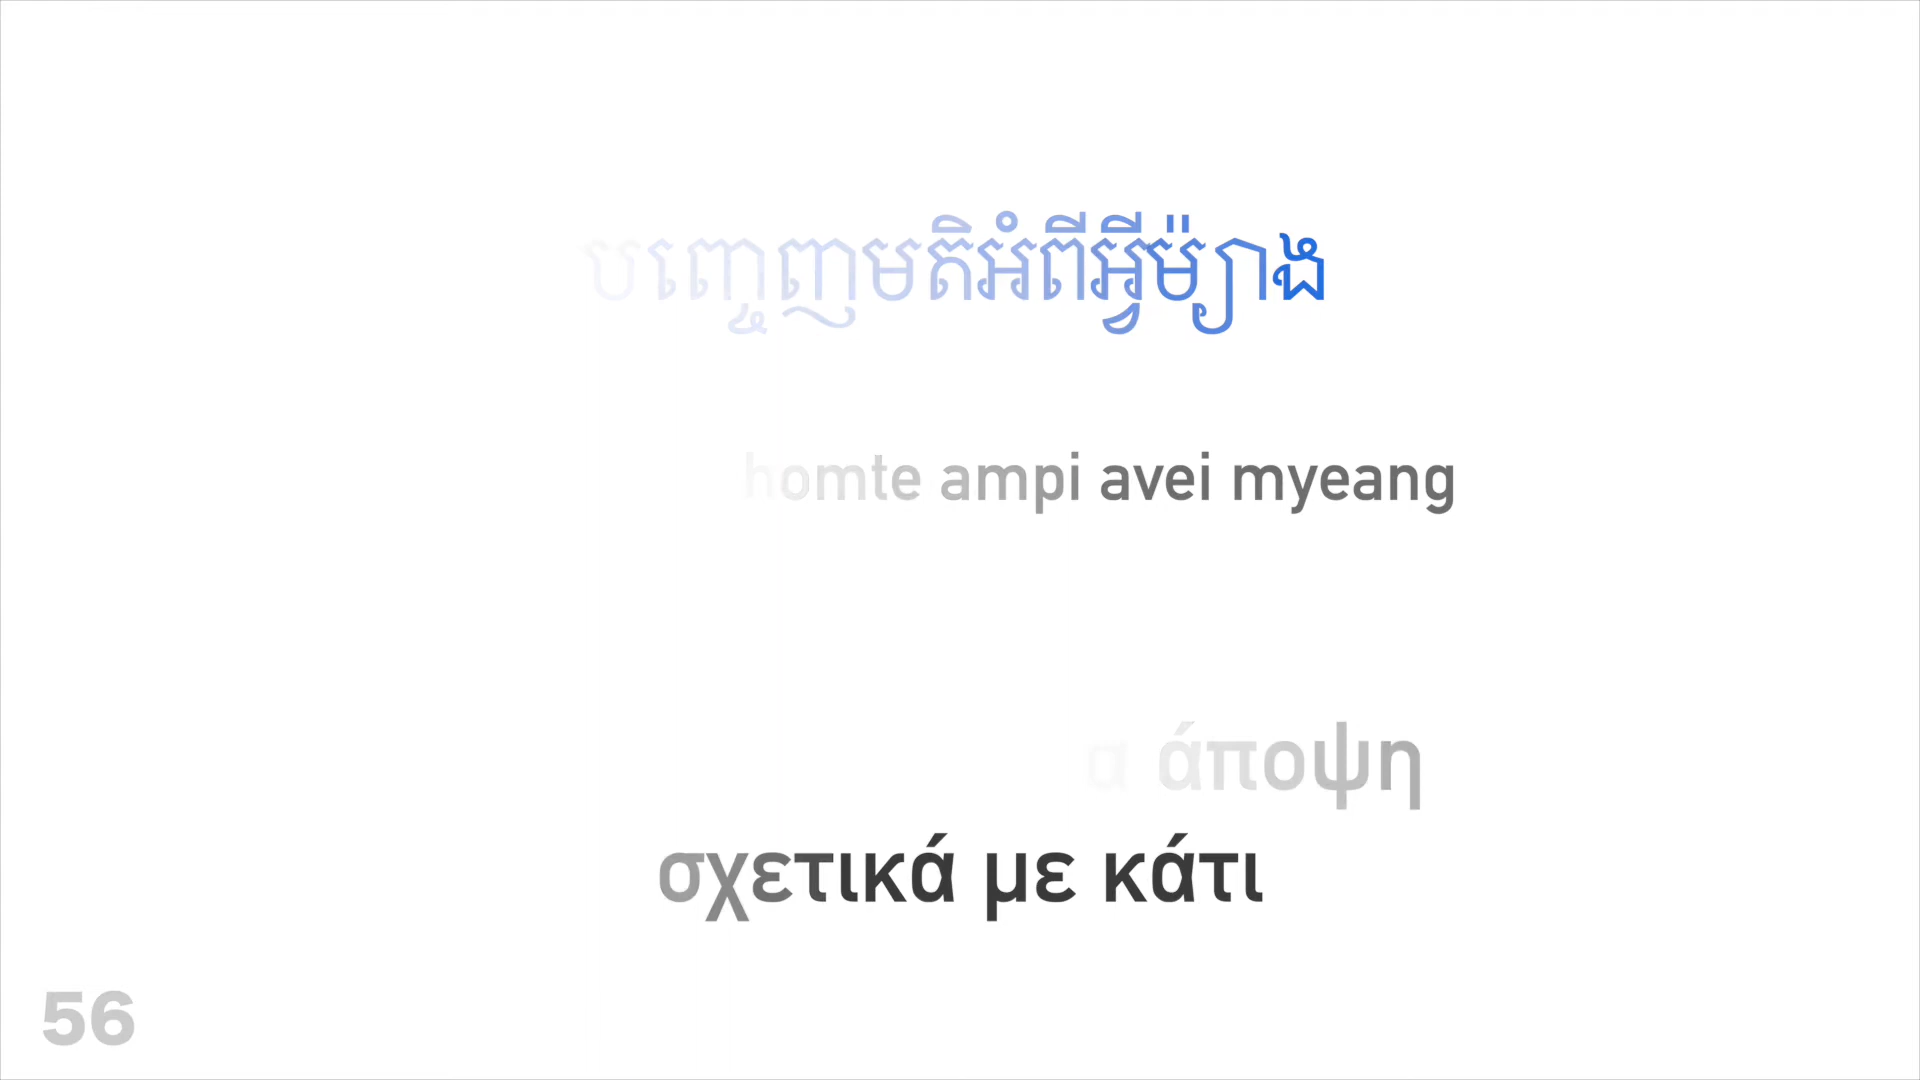 បញ្ចេញមតិអំពីអ្វីម៉្យាង
homte ampi avei myeang
α άποψη
σχετικά με κάτι
56